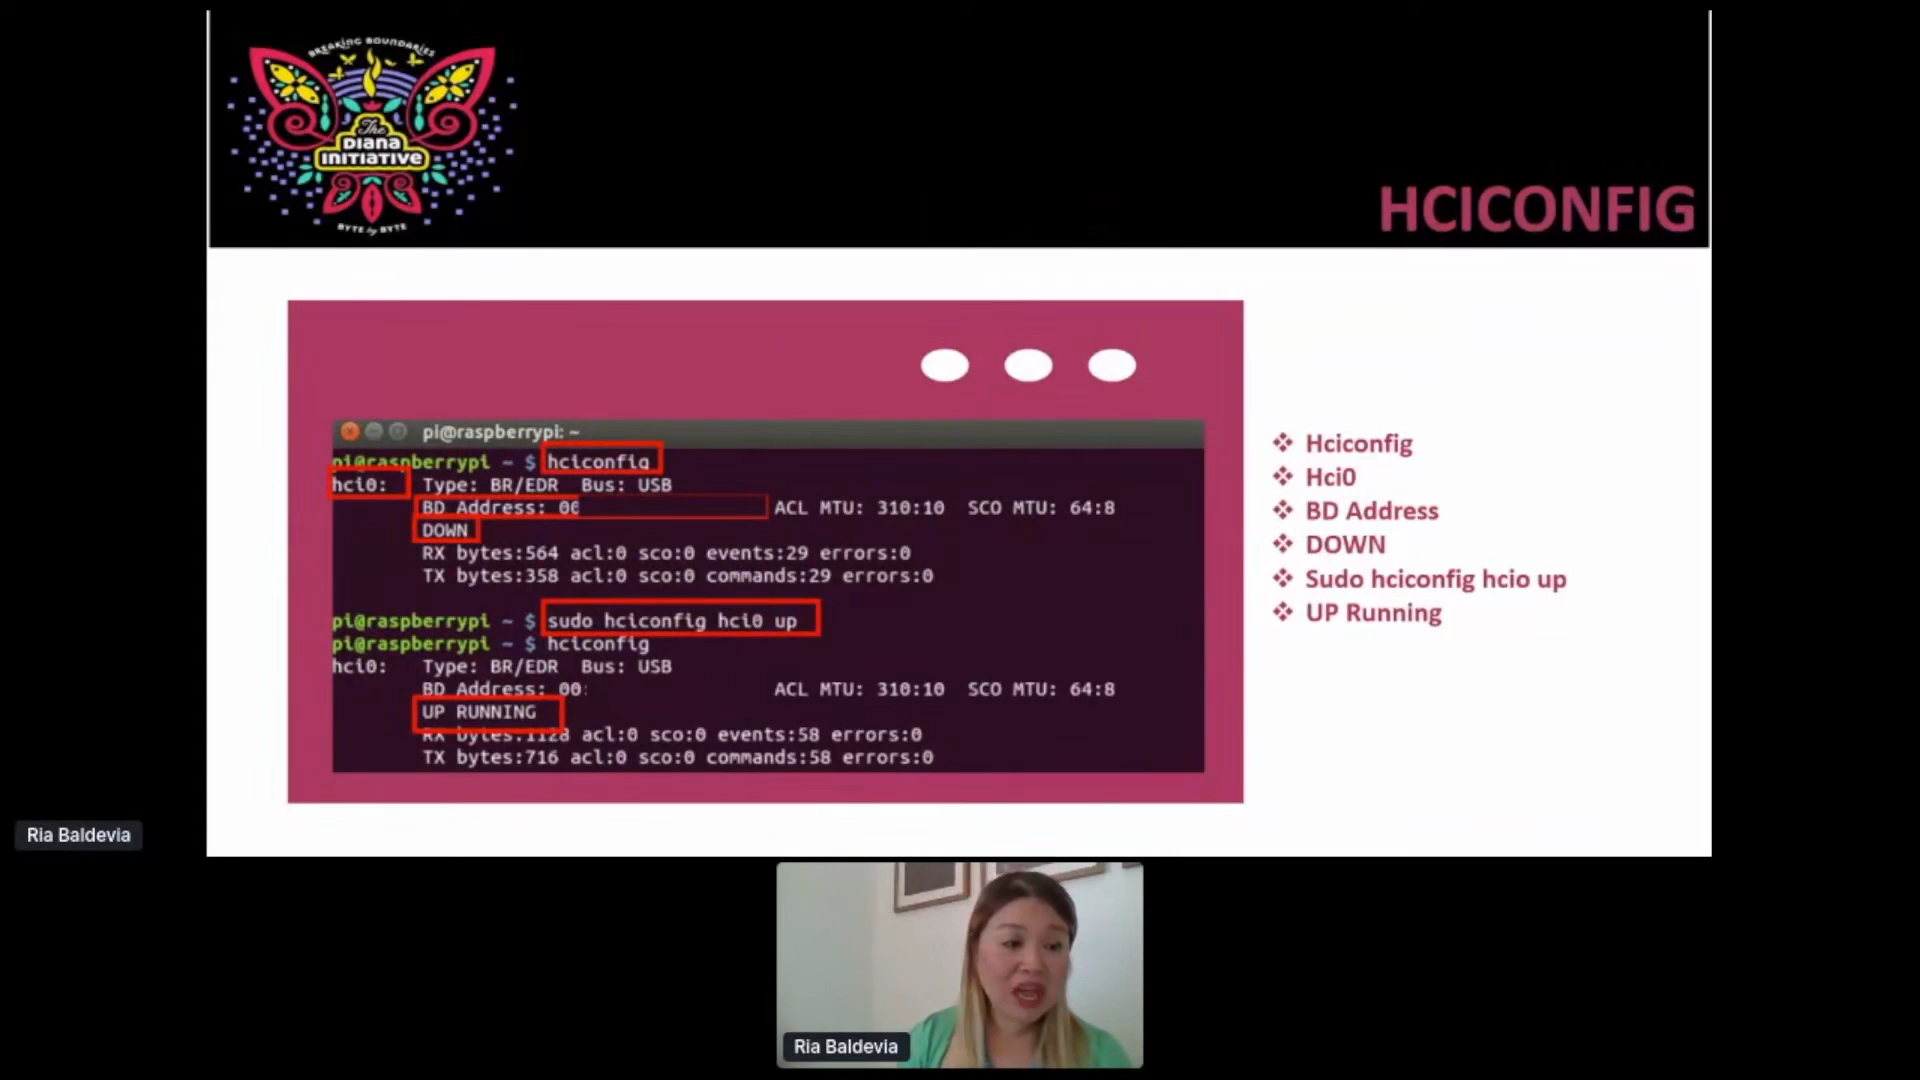 BREAKING BOUNDARIES
The
DIANA
INITIATIVE
BYTE by BYTE
HCICONFIG
pi@raspberrypi: ~
pi@raspberrypi ~ $ hciconfig
hci0: Type: BR/EDR Bus: USB
BD Address: 00 ACL MTU: 310:10 SCO MTU: 64:8
DOWN
RX bytes:564 acl:0 sco:0 events:29 errors:0
TX bytes:358 acl:0 sco:0 commands:29 errors:0
pi@raspberrypi ~ $ sudo hciconfig hci0 up
pi@raspberrypi ~ $ hciconfig
hci0: Type: BR/EDR Bus: USB
BD Address: 00: ACL MTU: 310:10 SCO MTU: 64:8
UP RUNNING
RX bytes:1128 acl:0 sco:0 events:58 errors:0
TX bytes:716 acl:0 sco:0 commands:58 errors:0
❖ Hciconfig
❖ Hci0
❖ BD Address
❖ DOWN
❖ Sudo hciconfig hcio up
❖ UP Running
Ria Baldevia
Ria Baldevia